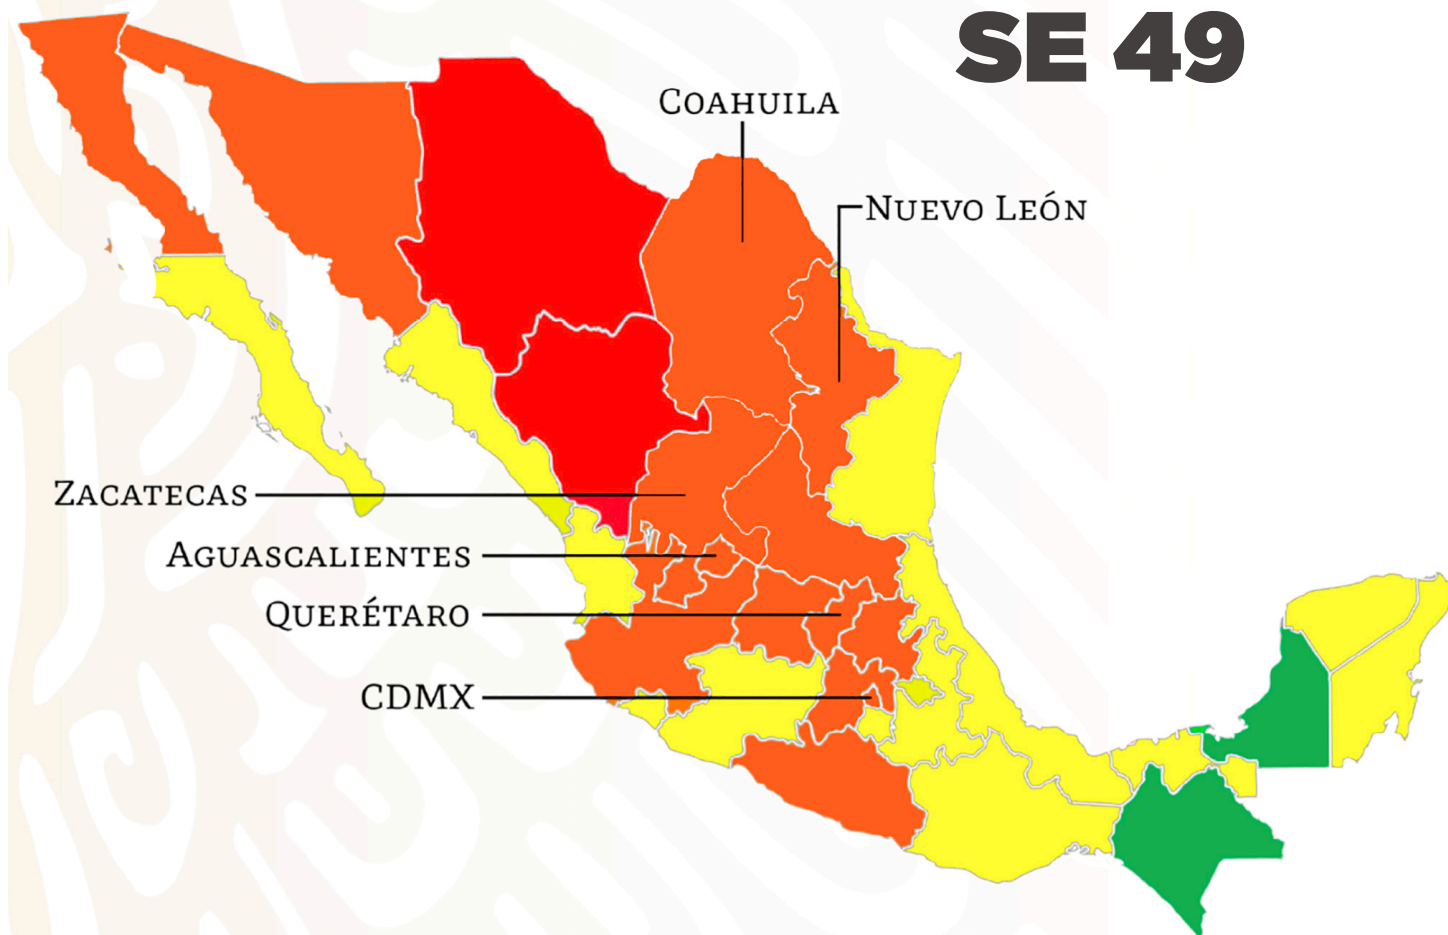 SE 49
COAHUILA
NUEVO LEÓN
ZACATECAS
AGUASCALIENTES
QUERÉTARO
CDMX